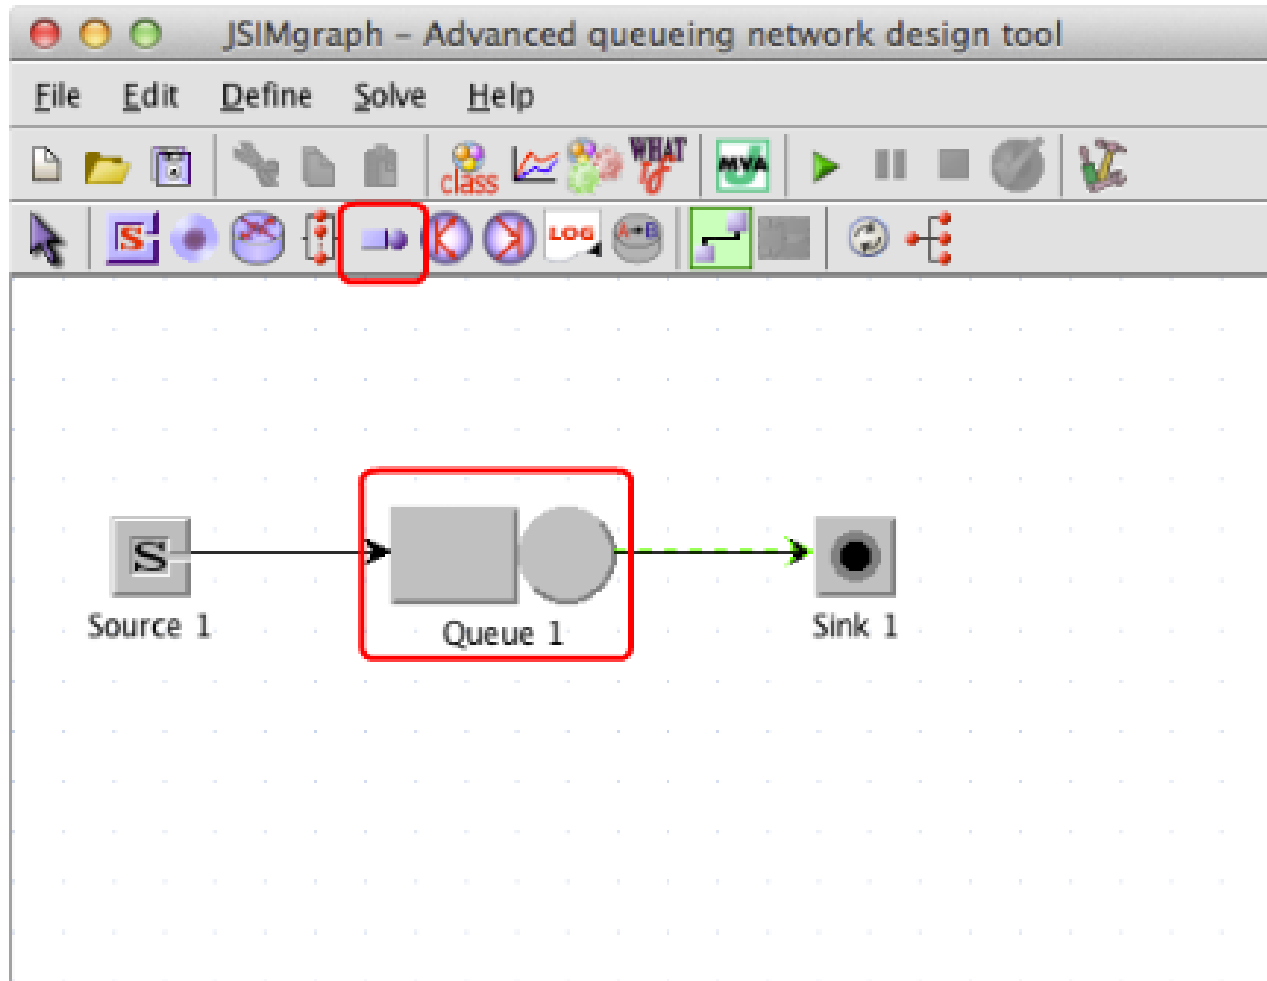 JSIMgraph – Advanced queueing network design tool
File Edit Define Solve Help
class WHAT if MVA
S LOG A→B
S
Source 1 Queue 1 Sink 1